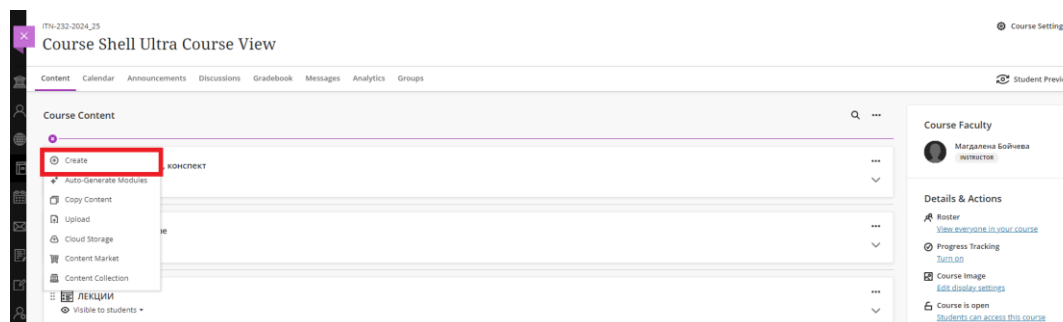 ITN-232-2024_25
Course Shell Ultra Course View
Course Setting
Content Calendar Announcements Discussions Gradebook Messages Analytics Groups
Student Previ
Course Content
Create
Auto-Generate Modules
Copy Content
Upload
Cloud Storage
Content Market
Content Collection
, конспект
ЛЕКЦИИ
Visible to students
Course Faculty
Магдалена Бойчева
INSTRUCTOR
Details & Actions
Roster
View everyone in your course
Progress Tracking
Turn on
Course Image
Edit display settings
Course is open
Students can access this course